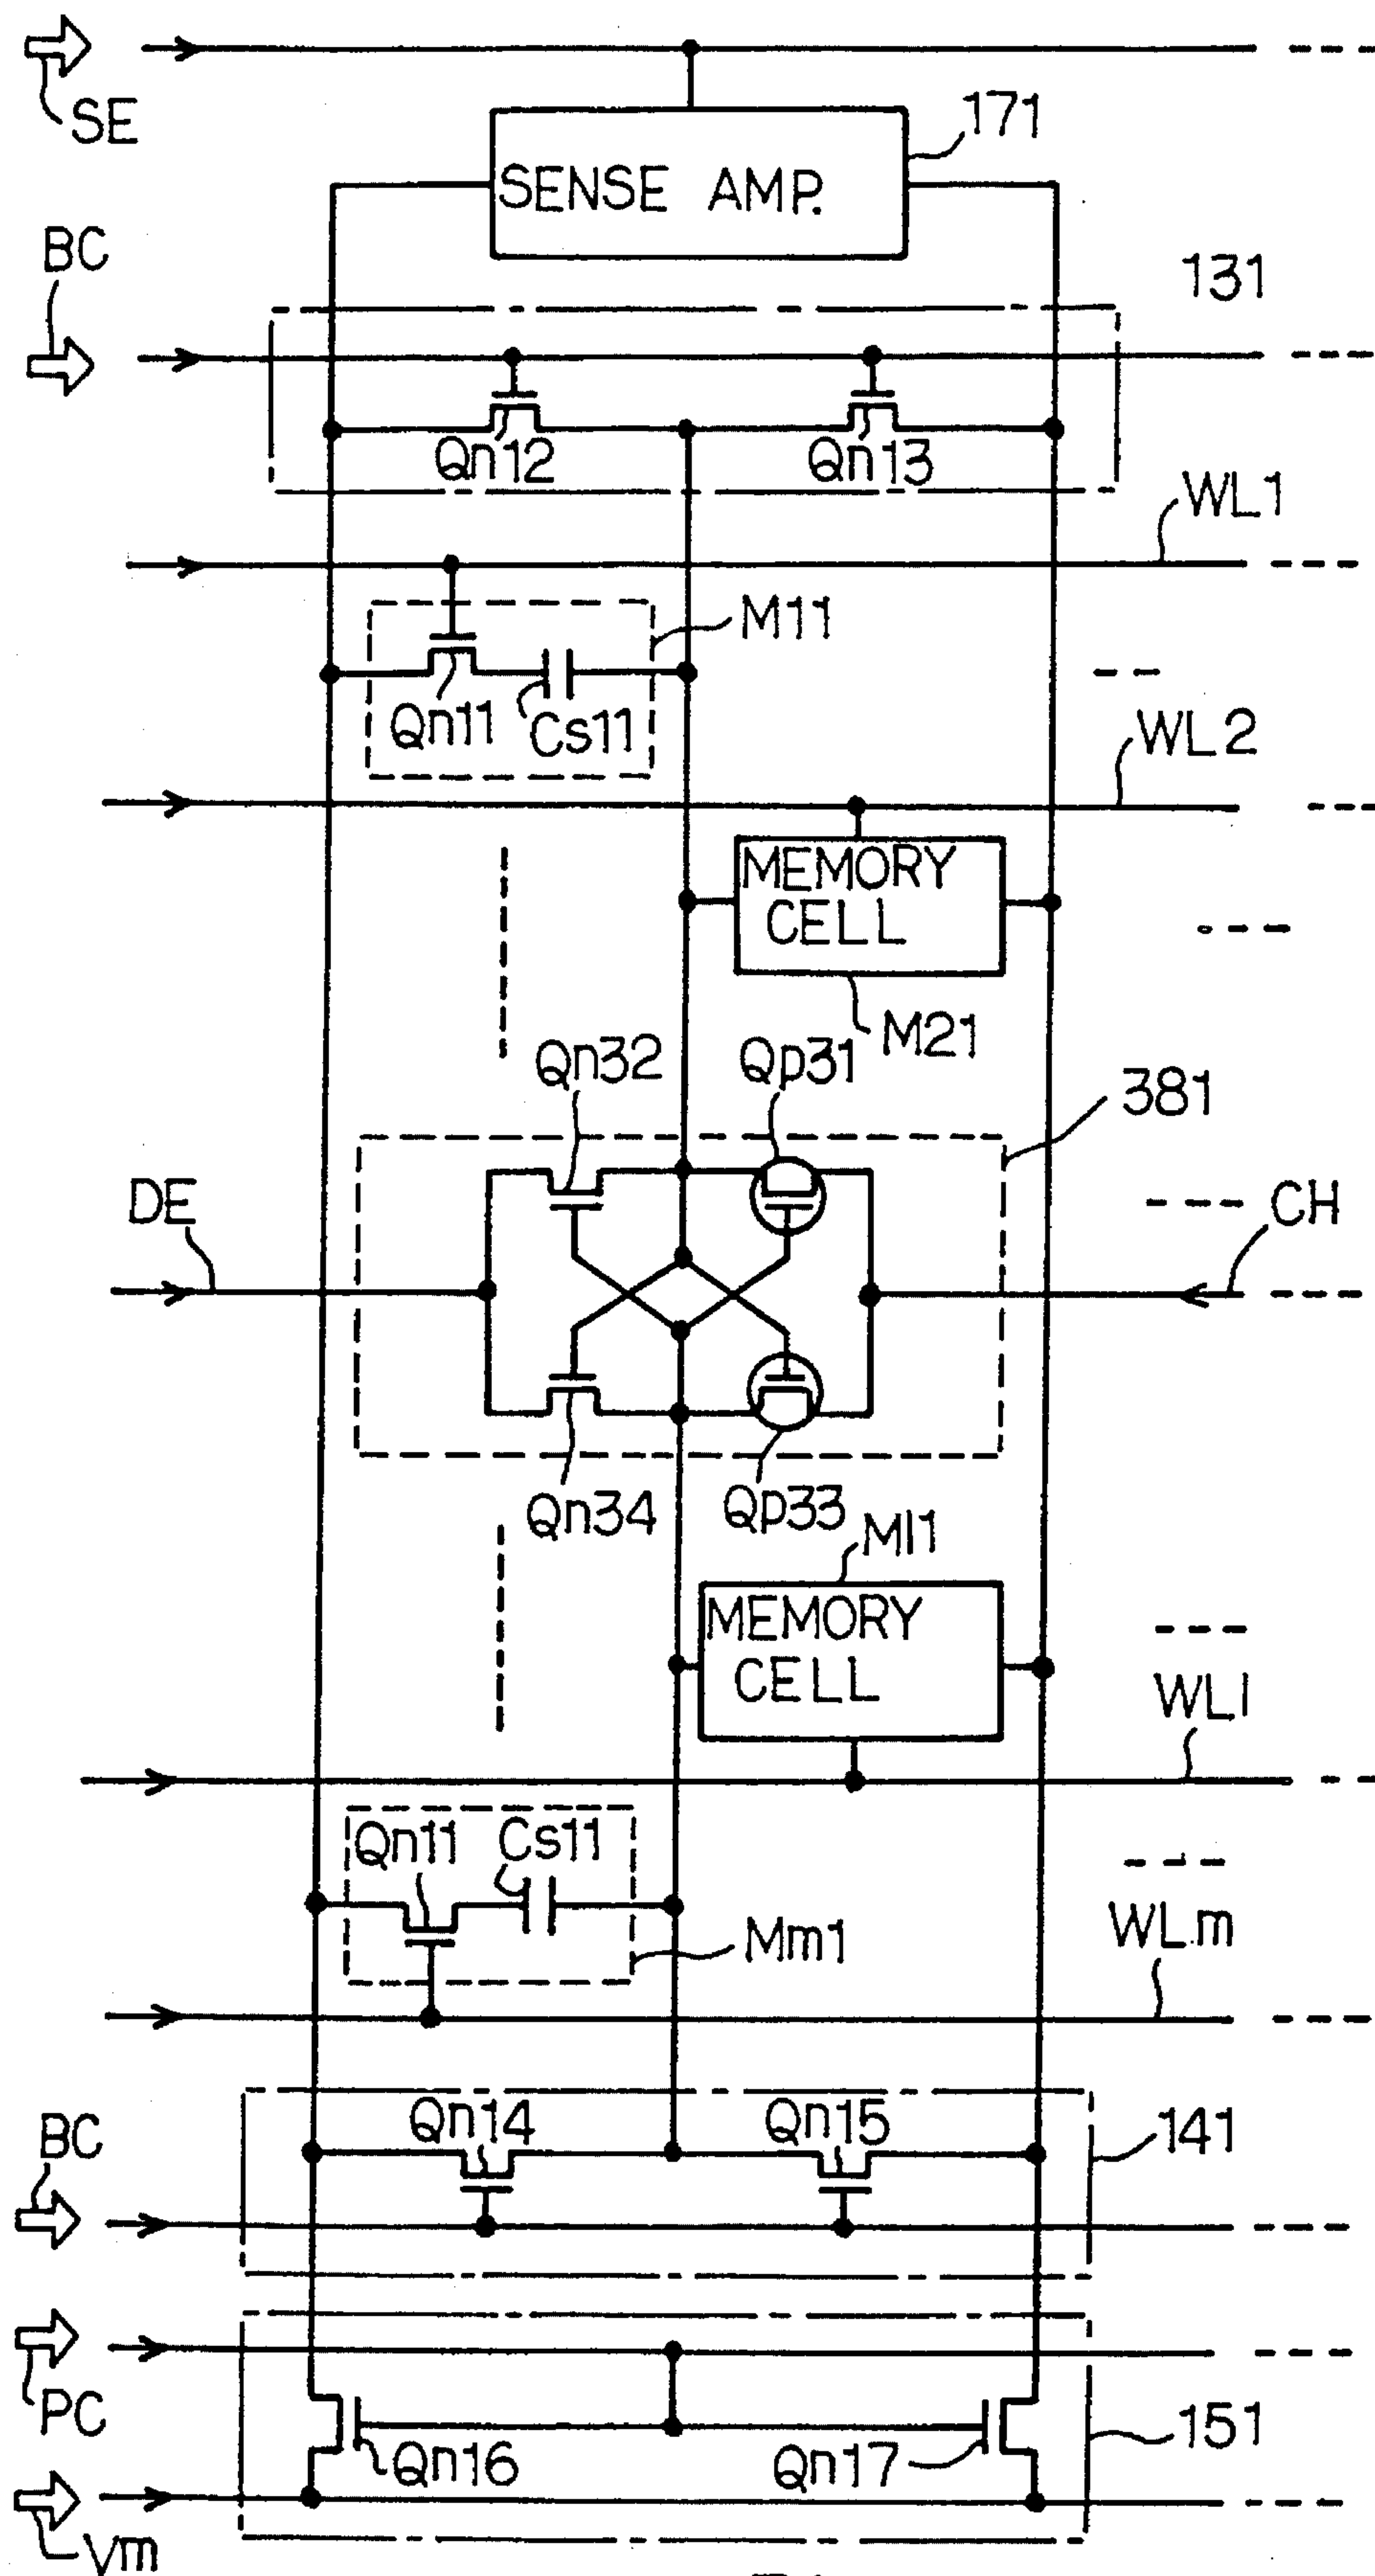 SE
171
SENSE AMP.
BC
131
Qn12
Qn13
WL1
M11
Qn11
Cs11
WL2
MEMORY
CELL
M21
Qn32
Qp31
381
DE
CH
Qn34
Qp33
Ml1
MEMORY
CELL
WLl
Qn11
Cs11
Mm1
WLm
Qn14
Qn15
BC
141
PC
151
Qn16
Qn17
Vm